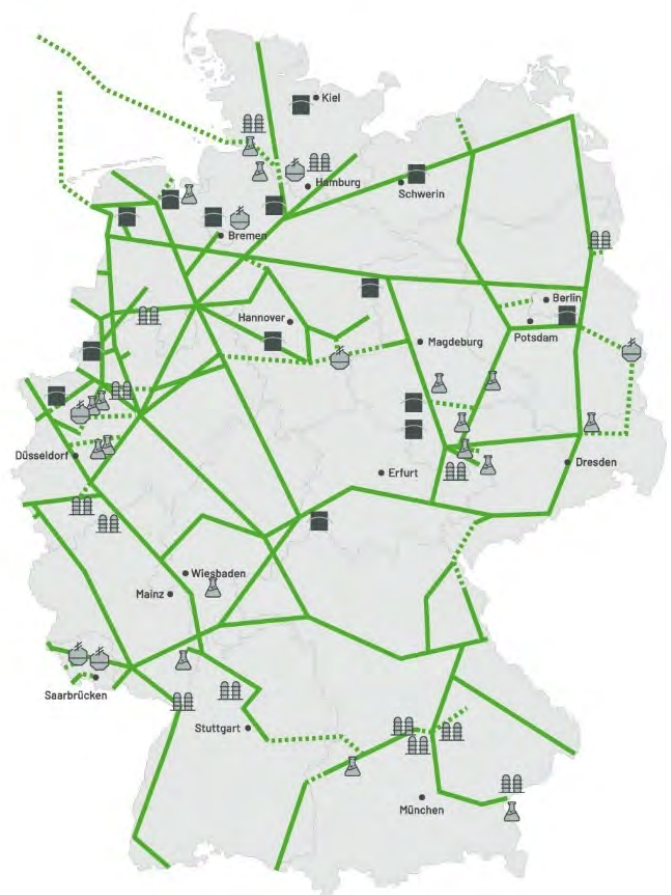 Kiel
Hamburg
Schwerin
Bremen
Berlin
Hannover
Potsdam
Magdeburg
Düsseldorf
Erfurt
Dresden
Wiesbaden
Mainz
Saarbrücken
Stuttgart
München